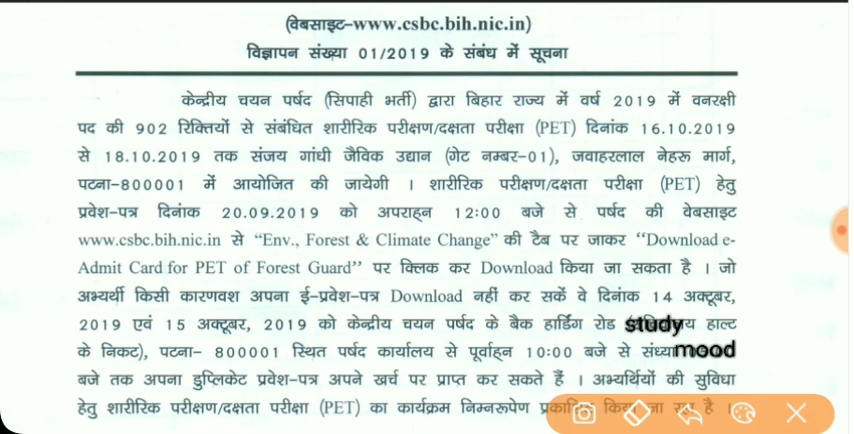 (वेबसाइट-www.csbc.bih.nic.in)
विज्ञापन संख्या 01/2019 के संबंध में सूचना
केन्द्रीय चयन पर्षद (सिपाही भर्ती) द्वारा बिहार राज्य में वर्ष 2019 में वनरक्षी
पद की 902 रिक्तियों से संबंधित शारीरिक परीक्षण/दक्षता परीक्षा (PET) दिनांक 16.10.2019
से 18.10.2019 तक संजय गांधी जैविक उद्यान (गेट नम्बर-01), जवाहरलाल नेहरू मार्ग,
पटना-800001 में आयोजित की जायेगी । शारीरिक परीक्षण/दक्षता परीक्षा (PET) हेतु
प्रवेश-पत्र दिनांक 20.09.2019 को अपराह्न 12:00 बजे से पर्षद की वेबसाइट
www.csbc.bih.nic.in से “Env., Forest & Climate Change” की टैब पर जाकर “Download e-
Admit Card for PET of Forest Guard” पर क्लिक कर Download किया जा सकता है । जो
अभ्यर्थी किसी कारणवश अपना ई-प्रवेश-पत्र Download नहीं कर सकें वे दिनांक 14 अक्टूबर,
2019 एवं 15 अक्टूबर, 2019 को केन्द्रीय चयन पर्षद के बैक हार्डिंग रोड study हाल्ट
के निकट), पटना- 800001 स्थित पर्षद कार्यालय से पूर्वाह्न 10:00 बजे से संध्या mood
बजे तक अपना डुप्लिकेट प्रवेश-पत्र अपने खर्च पर प्राप्त कर सकते हैं । अभ्यर्थियों की सुविधा
हेतु शारीरिक परीक्षण/दक्षता परीक्षा (PET) का कार्यक्रम निम्नरूपेण है ।